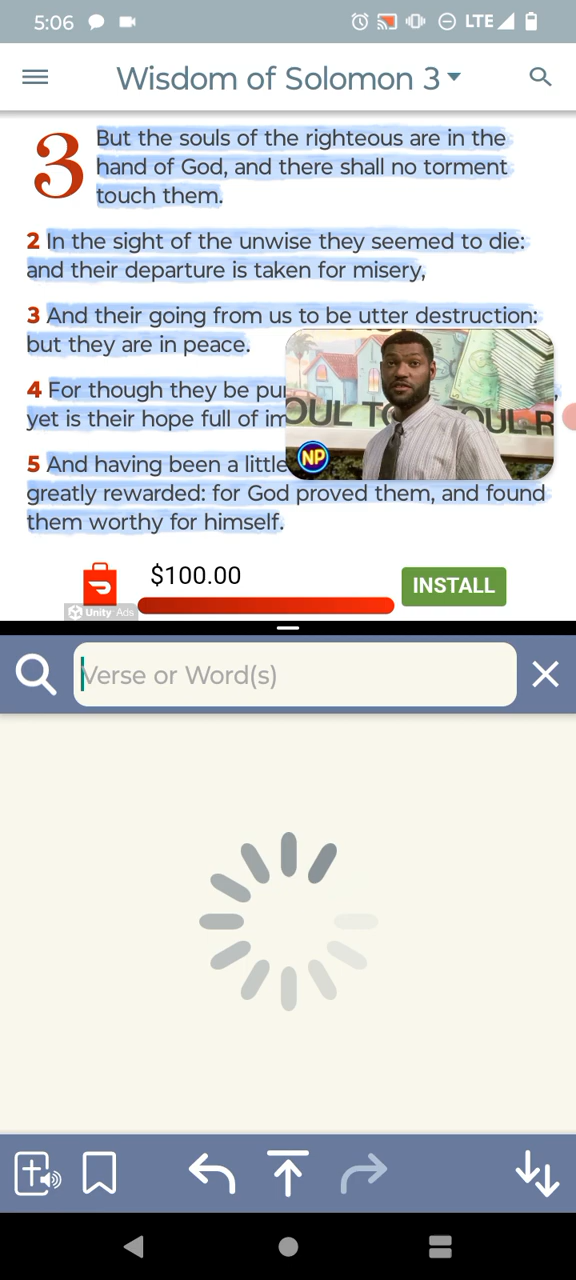 5:06 LTE
Wisdom of Solomon 3
3 But the souls of the righteous are in the
hand of God, and there shall no torment
touch them.
2 In the sight of the unwise they seemed to die:
and their departure is taken for misery,
3 And their going from us to be utter destruction:
but they are in peace.
4 For though they be
yet is their hope full of
5 And having been a little
greatly rewarded: for God proved them, and found
them worthy for himself.
OUL TO OUL R
NP
$100.00
INSTALL
Unity Ads
Verse or Word(s)